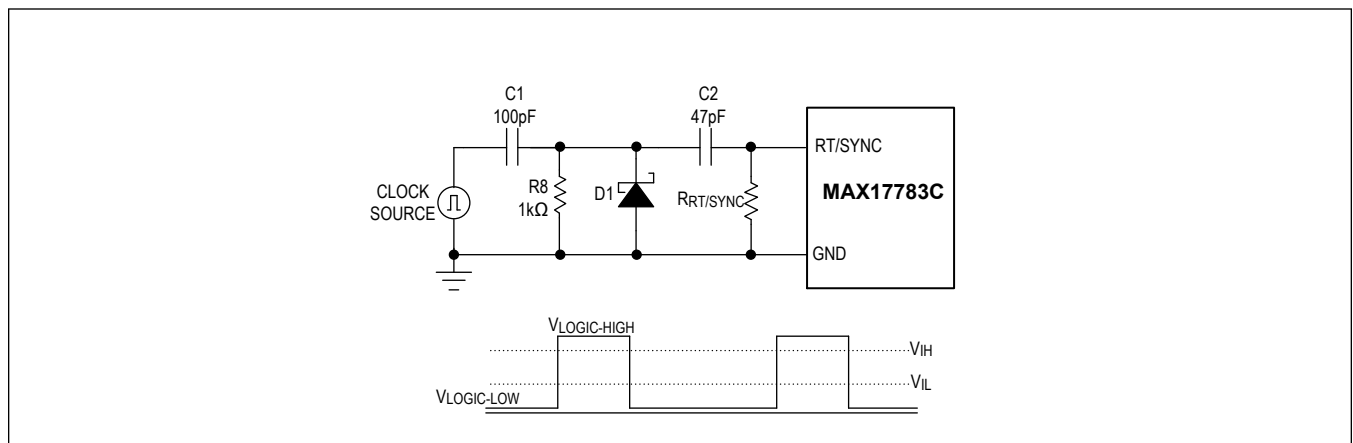 C1
100pF
C2
47pF
RT/SYNC
MAX17783C
CLOCK
SOURCE
R8
1kΩ
D1
RRT/SYNC
GND
VLOGIC-HIGH
VIH
VIL
VLOGIC-LOW